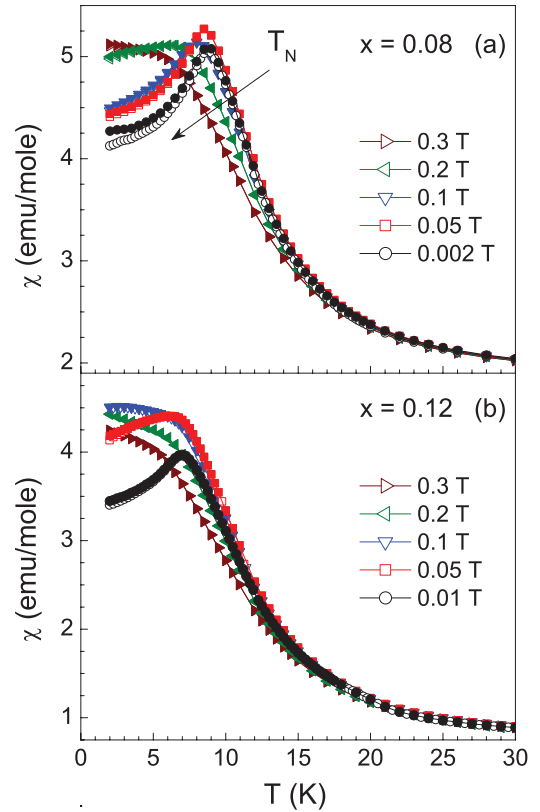 x = 0.08 (a)
T_N
5
4
3
2
χ (emu/mole)
0.3 T
0.2 T
0.1 T
0.05 T
0.002 T
x = 0.12 (b)
4
3
2
1
χ (emu/mole)
0.3 T
0.2 T
0.1 T
0.05 T
0.01 T
0 5 10 15 20 25 30
T (K)